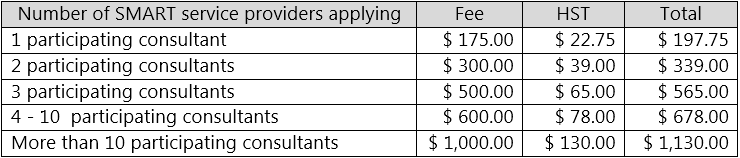 Number of SMART service providers applying Fee HST Total
1 participating consultant $ 175.00 $ 22.75 $ 197.75
2 participating consultants $ 300.00 $ 39.00 $ 339.00
3 participating consultants $ 500.00 $ 65.00 $ 565.00
4 - 10  participating consultants $ 600.00 $ 78.00 $ 678.00
More than 10 participating consultants $ 1,000.00 $ 130.00 $ 1,130.00